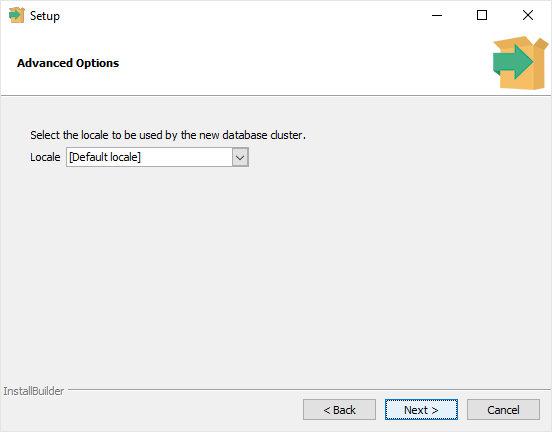 Setup
Advanced Options
Select the locale to be used by the new database cluster.
Locale [Default locale]
InstallBuilder
< Back Next > Cancel